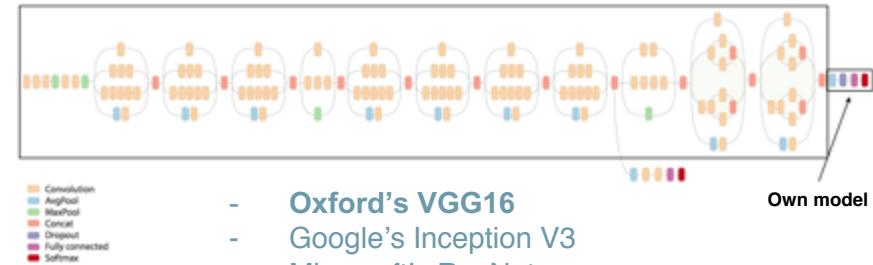 Own model
Convolution
AvgPool
MaxPool
Concat
Dropout
Fully connected
Softmax
- Oxford's VGG16
- Google's Inception V3